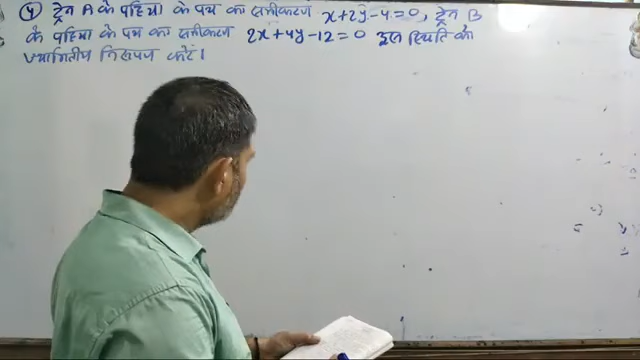 ④ ट्रेन A के पहिया के पथ का समीकरण x+2y-4=0, ट्रेन B
के पहिया के पथ का समीकरण 2x+4y-12=0 इस स्थिति का
ज्यामितीय निरूपण करें।